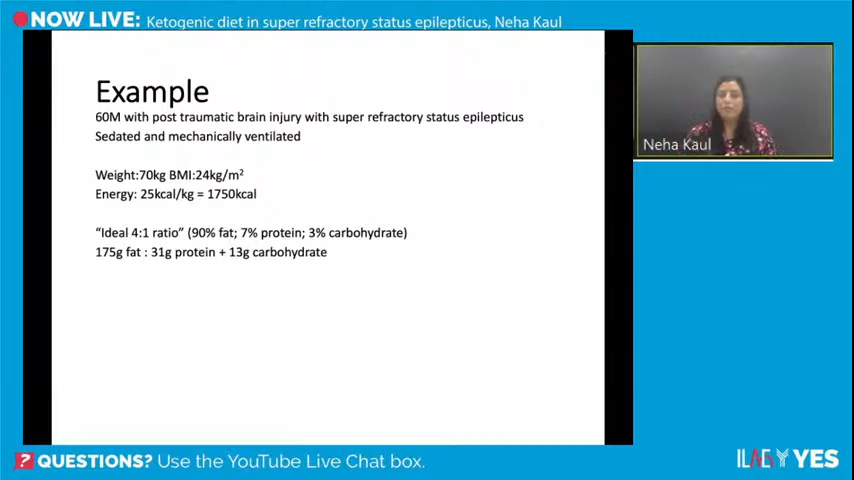 NOW LIVE: Ketogenic diet in super refractory status epilepticus, Neha Kaul
Example
60M with post traumatic brain injury with super refractory status epilepticus
Sedated and mechanically ventilated
Weight:70kg BMI:24kg/m²
Energy: 25kcal/kg = 1750kcal
“Ideal 4:1 ratio” (90% fat; 7% protein; 3% carbohydrate)
175g fat : 31g protein + 13g carbohydrate
Neha Kaul
? QUESTIONS? Use the YouTube Live Chat box.
ILAE YES